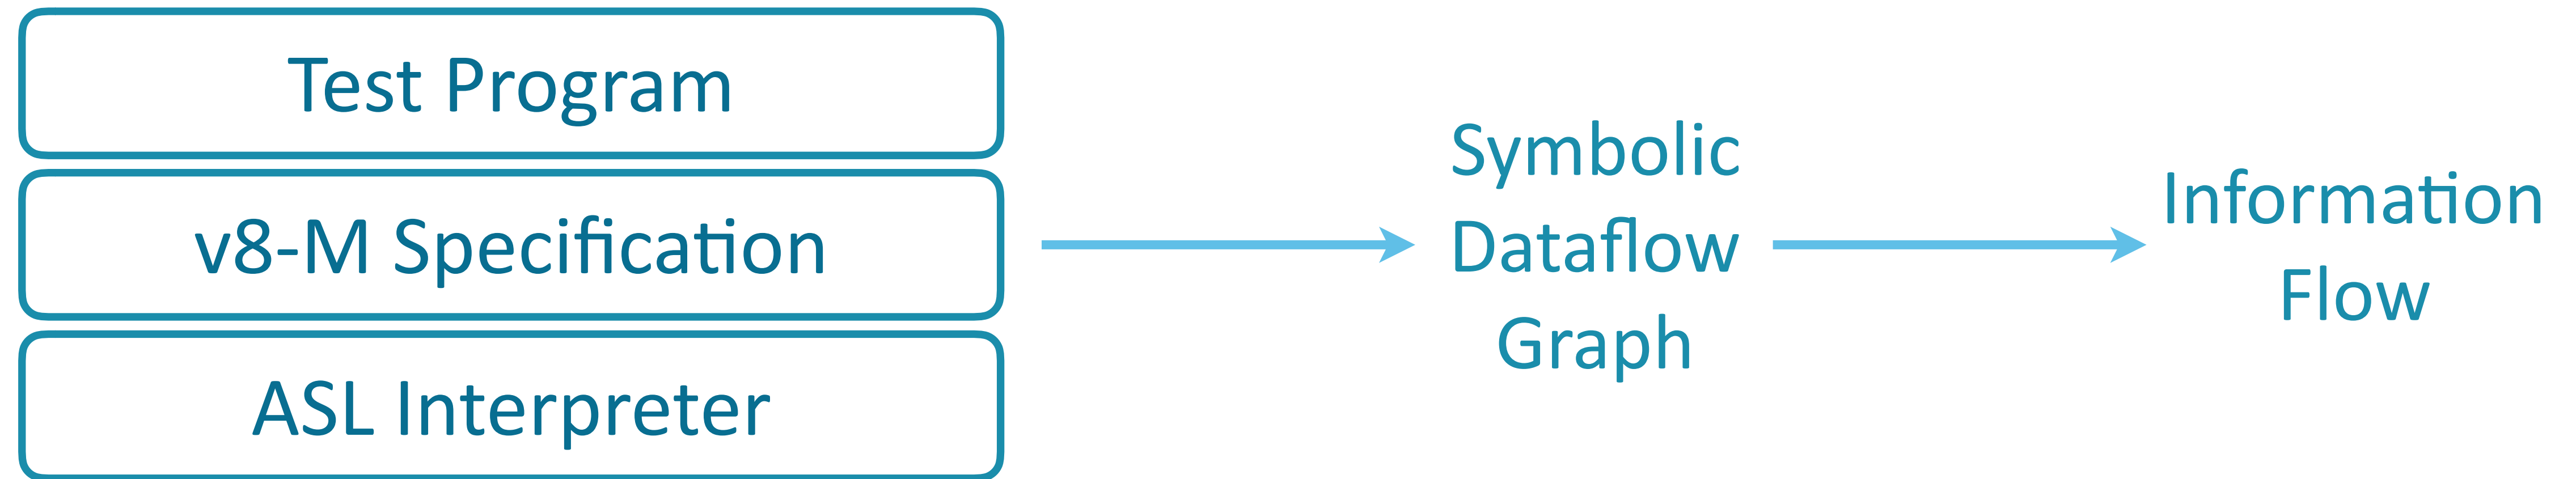 Test Program
v8-M Specification
ASL Interpreter
Symbolic
Dataflow
Graph
Information
Flow